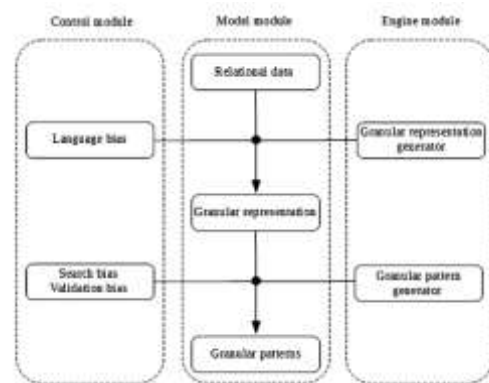 Control module
Model module
Engine module
Relational data
Language bias
Granular representation
generator
Granular representation
Search bias
Validation bias
Granular pattern
generator
Granular patterns